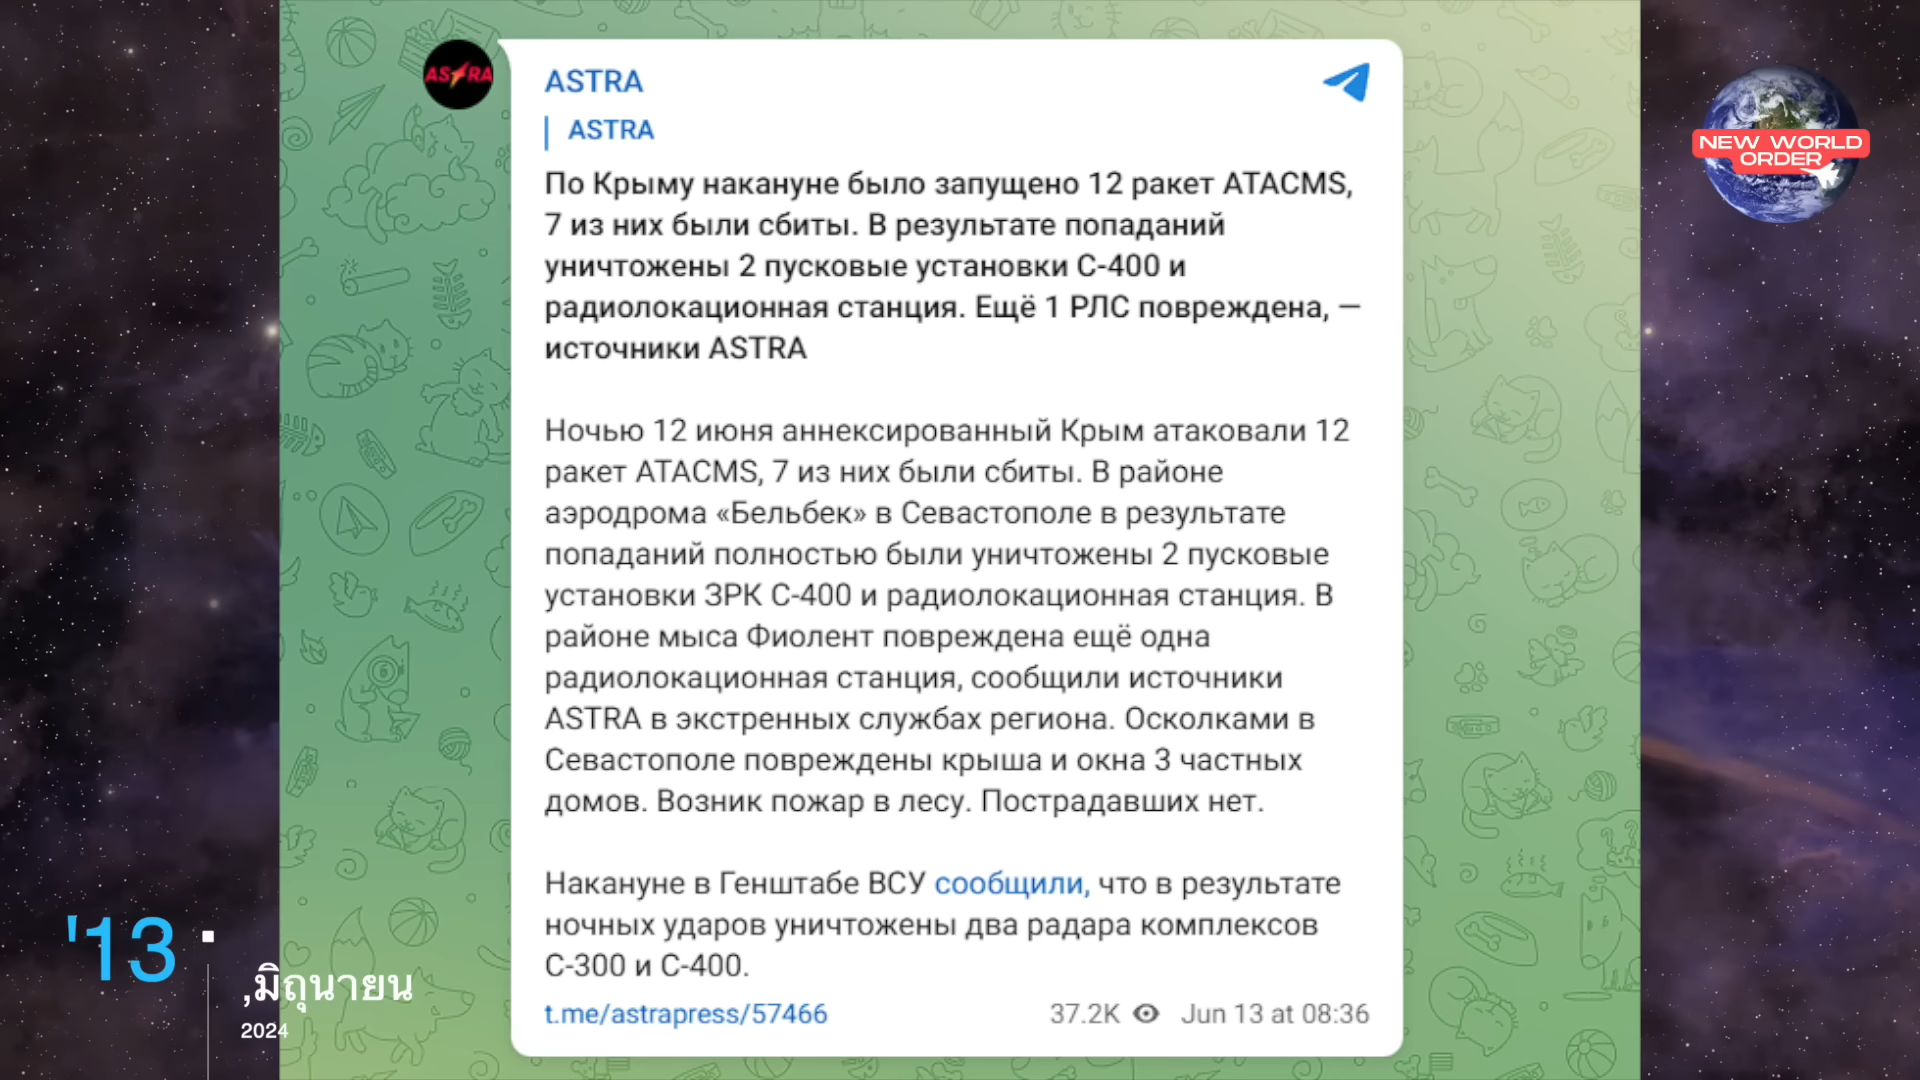 ASTRA
ASTRA
ASTRA
По Крыму накануне было запущено 12 ракет ATACMS,
7 из них были сбиты. В результате попаданий
уничтожены 2 пусковые установки С-400 и
радиолокационная станция. Ещё 1 РЛС повреждена, —
источники ASTRA
Ночью 12 июня аннексированный Крым атаковали 12
ракет ATACMS, 7 из них были сбиты. В районе
аэродрома «Бельбек» в Севастополе в результате
попаданий полностью были уничтожены 2 пусковые
установки ЗРК С-400 и радиолокационная станция. В
районе мыса Фиолент повреждена ещё одна
радиолокационная станция, сообщили источники
ASTRA в экстренных службах региона. Осколками в
Севастополе повреждены крыша и окна 3 частных
домов. Возник пожар в лесу. Пострадавших нет.
Накануне в Генштабе ВСУ сообщили, что в результате
ночных ударов уничтожены два радара комплексов
С-300 и С-400.
t.me/astrapress/57466 37.2K Jun 13 at 08:36
NEW WORLD
ORDER
'13
,มิถุนายน
2024